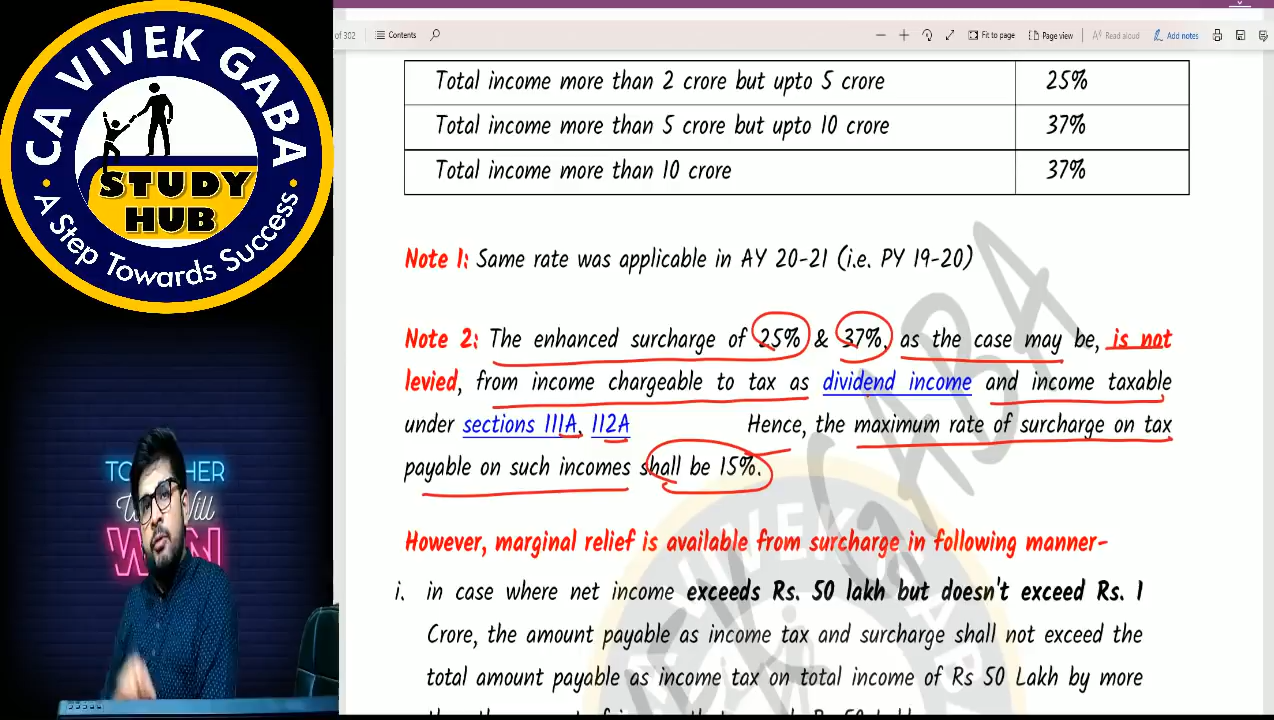 CA VIVEK GABA
STUDY
HUB
A Step Towards Success
of 302
Contents
Fit to page
Page view
Read aloud
Add notes
Total income more than 2 crore but upto 5 crore 25%
Total income more than 5 crore but upto 10 crore 37%
Total income more than 10 crore 37%
Note 1: Same rate was applicable in AY 20-21 (i.e. PY 19-20)
Note 2: The enhanced surcharge of 25% & 37%, as the case may be, is not
levied, from income chargeable to tax as dividend income and income taxable
under sections 111A, 112A Hence, the maximum rate of surcharge on tax
payable on such incomes shall be 15%.
However, marginal relief is available from surcharge in following manner-
i. in case where net income exceeds Rs. 50 lakh but doesn't exceed Rs. 1
Crore, the amount payable as income tax and surcharge shall not exceed the
total amount payable as income tax on total income of Rs 50 Lakh by more